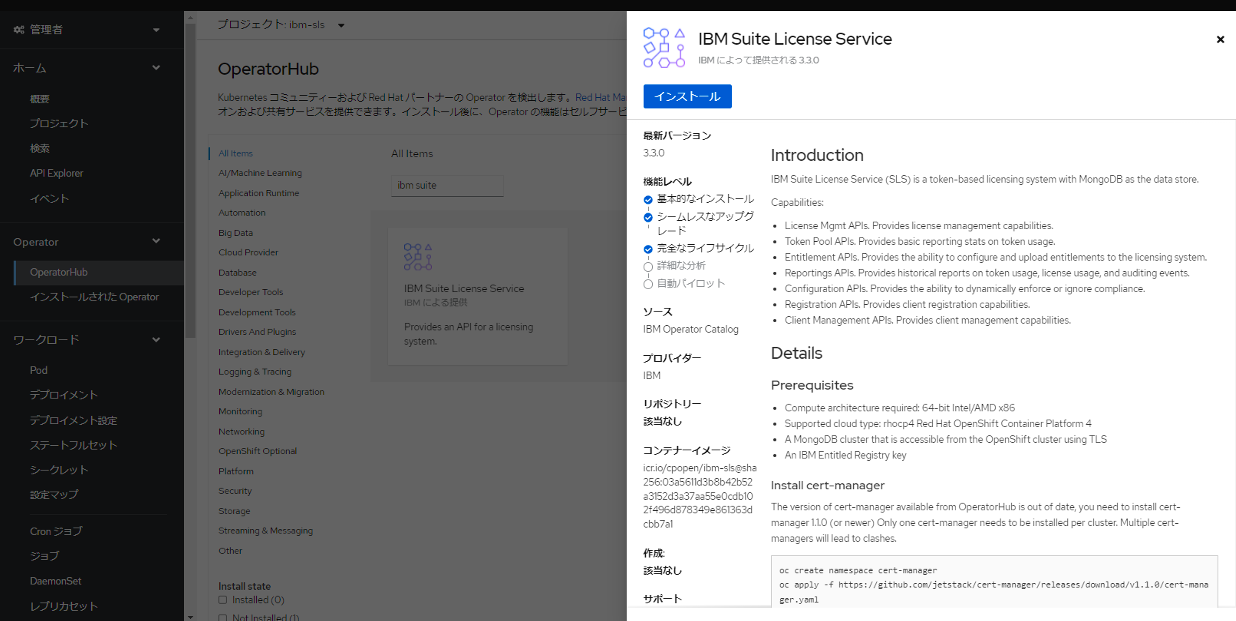 管理者
ホーム
概要
プロジェクト
検索
API Explorer
イベント
Operator
OperatorHub
インストールされた Operator
ワークロード
Pod
デプロイメント
デプロイメント設定
ステートフルセット
シークレット
設定マップ
Cron ジョブ
ジョブ
DaemonSet
レプリカセット
プロジェクト: ibm-sls
OperatorHub
Kubernetes コミュニティーおよび Red Hat パートナーの Operator を検出します。Red Hat Ma
オンおよび共有サービスを提供できます。インストール後に、Operator の機能はセルフサービ
All Items
AI/Machine Learning
Application Runtime
Automation
Big Data
Cloud Provider
Database
Developer Tools
Development Tools
Drivers And Plugins
Integration & Delivery
Logging & Tracing
Modernization & Migration
Monitoring
Networking
OpenShift Optional
Platform
Security
Storage
Streaming & Messaging
Other
Install state
Installed (0)
Not Installed (1)
All Items
ibm suite
IBM Suite License Service
IBM による提供
Provides an API for a licensing
system.
IBM Suite License Service
IBM によって提供される 3.3.0
インストール
最新バージョン
3.3.0
機能レベル
基本的なインストール
シームレスなアップグ
レード
完全なライフサイクル
詳細な分析
自動パイロット
ソース
IBM Operator Catalog
プロバイダー
IBM
リポジトリー
該当なし
コンテナーイメージ
icr.io/cpopen/ibm-sls@sha
256:03a5611d3b8b42b52
a3152d3a37aa55e0cdb10
2f496d878349e861363d
cbb7a1
作成:
該当なし
サポート
Introduction
IBM Suite License Service (SLS) is a token-based licensing system with MongoDB as the data store.
Capabilities:
• License Mgmt APIs. Provides license management capabilities.
• Token Pool APIs. Provides basic reporting stats on token usage.
• Entitlement APIs. Provides the ability to configure and upload entitlements to the licensing system.
• Reportings APIs. Provides historical reports on token usage, license usage, and auditing events.
• Configuration APIs. Provides the ability to dynamically enforce or ignore compliance.
• Registration APIs. Provides client registration capabilities.
• Client Management APIs. Provides client management capabilities.
Details
Prerequisites
• Compute architecture required: 64-bit Intel/AMD x86
• Supported cloud type: rhocp4 Red Hat OpenShift Container Platform 4
• A MongoDB cluster that is accessible from the OpenShift cluster using TLS
• An IBM Entitled Registry key
Install cert-manager
The version of cert-manager available from OperatorHub is out of date, you need to install cert-
manager 1.1.0 (or newer) Only one cert-manager needs to be installed per cluster. Multiple cert-
managers will lead to clashes.
oc create namespace cert-manager
oc apply -f https://github.com/jetstack/cert-manager/releases/download/v1.1.0/cert-mana
ger.yaml